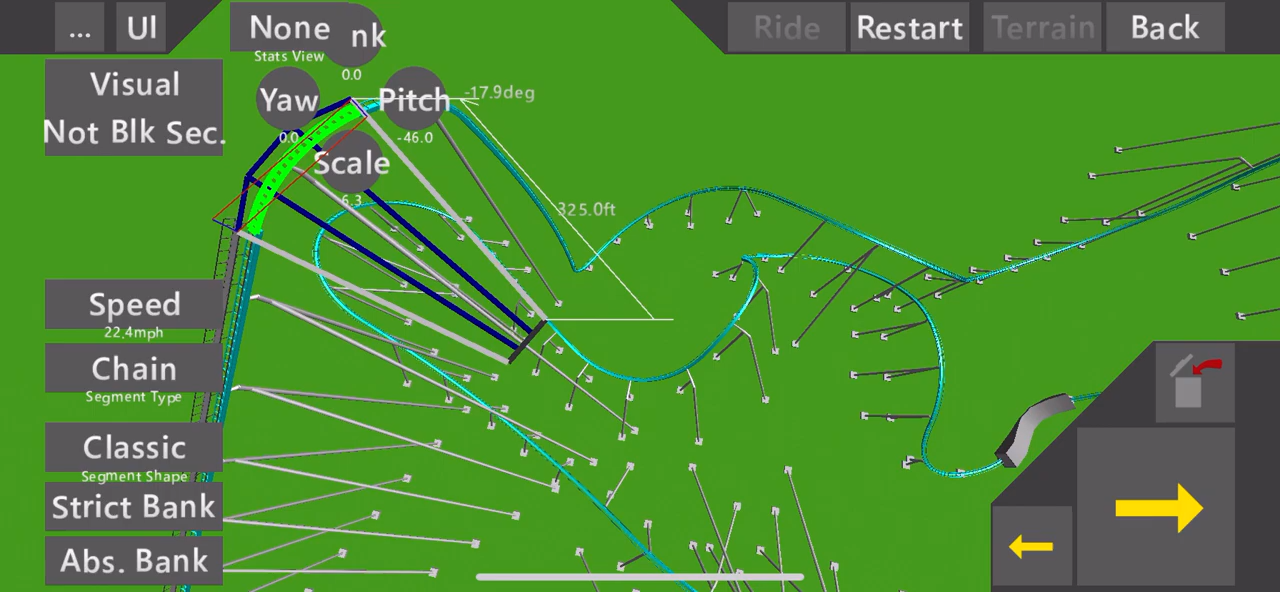 ...
UI
None
nk
Stats View
0.0
Ride
Restart
Terrain
Back
Visual
Not Blk Sec.
Yaw
0.0
Pitch
-46.0
-17.9deg
Scale
6.3
325.0ft
Speed
22.4mph
Chain
Segment Type
Classic
Segment Shape
Strict Bank
Abs. Bank